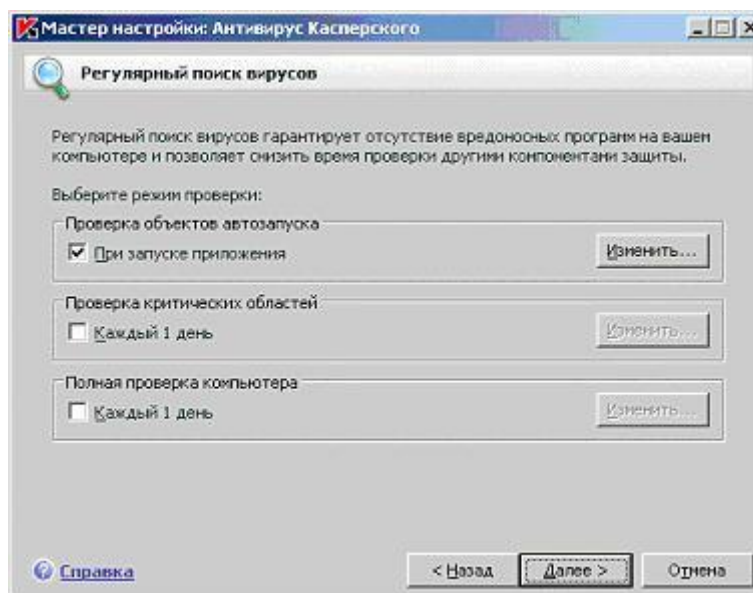 Мастер настройки: Антивирус Касперского
Регулярный поиск вирусов
Регулярный поиск вирусов гарантирует отсутствие вредоносных программ на вашем
компьютере и позволяет снизить время проверки другими компонентами защиты.
Выберите режим проверки:
Проверка объектов автозапуска
При запуске приложения
Изменить...
Проверка критических областей
Каждый 1 день
Изменить...
Полная проверка компьютера
Каждый 1 день
Изменить...
Справка
< Назад
Далее >
Отмена